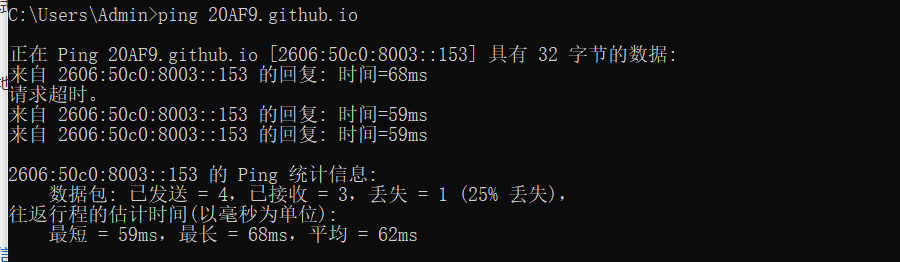 C:\Users\Admin>ping 20AF9.github.io
正在 Ping 20AF9.github.io [2606:50c0:8003::153] 具有 32 字节的数据:
来自 2606:50c0:8003::153 的回复: 时间=68ms
请求超时。
来自 2606:50c0:8003::153 的回复: 时间=59ms
来自 2606:50c0:8003::153 的回复: 时间=59ms
2606:50c0:8003::153 的 Ping 统计信息:
    数据包: 已发送 = 4，已接收 = 3，丢失 = 1 (25% 丢失)，
往返行程的估计时间(以毫秒为单位):
    最短 = 59ms，最长 = 68ms，平均 = 62ms